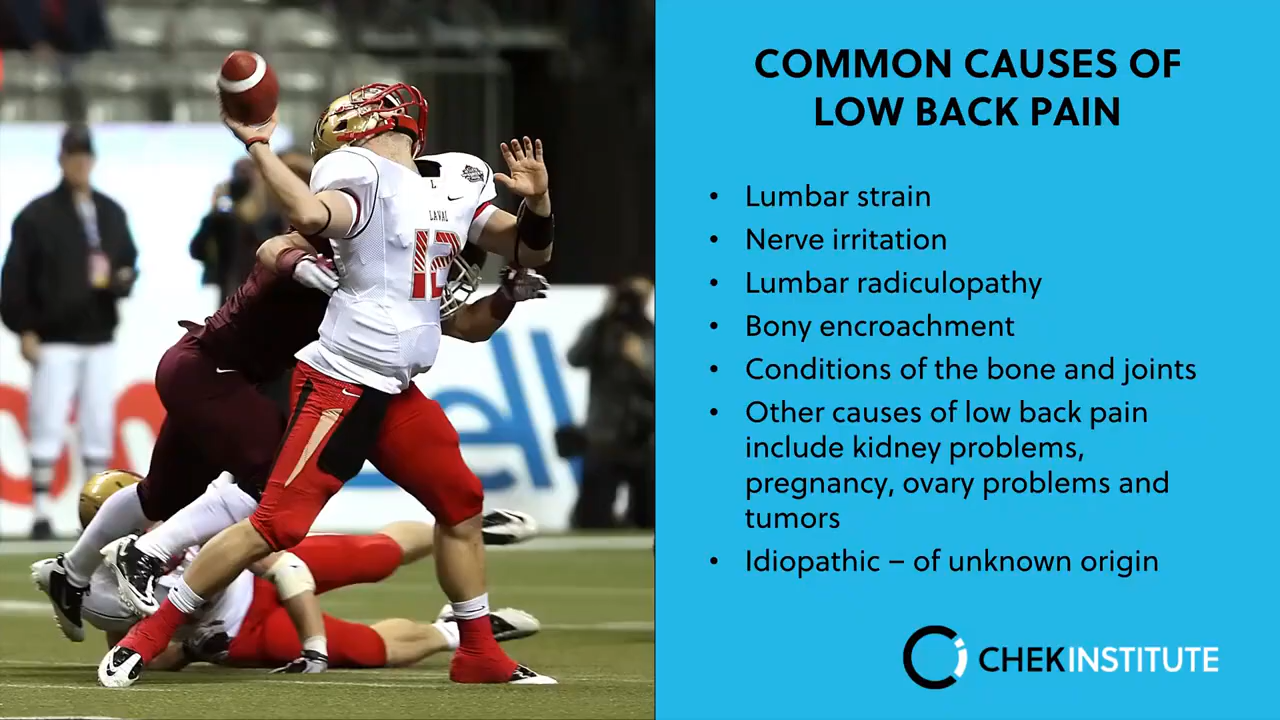 COMMON CAUSES OF
LOW BACK PAIN
• Lumbar strain
• Nerve irritation
• Lumbar radiculopathy
• Bony encroachment
• Conditions of the bone and joints
• Other causes of low back pain
include kidney problems,
pregnancy, ovary problems and
tumors
• Idiopathic – of unknown origin
CHEKINSTITUTE
L
LAVAL
12